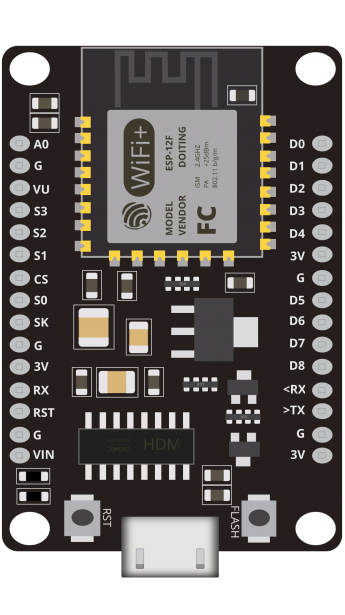 WiFi+
ESP-12F
DOITING
ISM 2.4GHZ
PA +25dBm
802.11 b/g/n
MODEL
VENDOR
FC
A0
G
VU
S3
S2
S1
CS
S0
SK
G
3V
RX
RST
G
VIN
D0
D1
D2
D3
D4
3V
G
D5
D6
D7
D8
<RX
>TX
G
3V
HDM
RST
FLASH